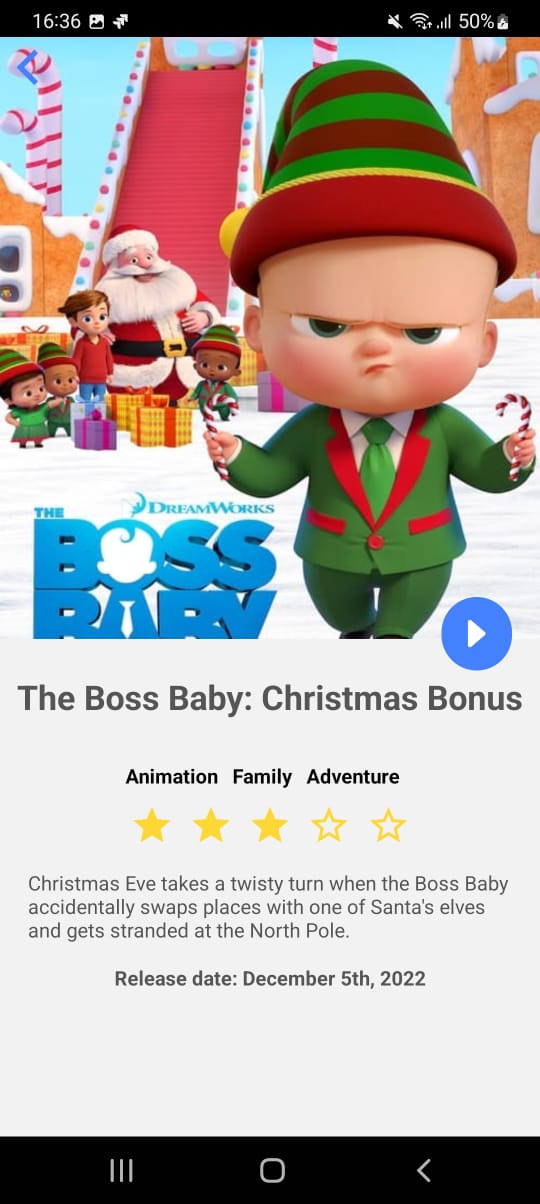 16:36 50%
DREAMWORKS
THE
BOSS
BABY
The Boss Baby: Christmas Bonus
Animation Family Adventure
Christmas Eve takes a twisty turn when the Boss Baby
accidentally swaps places with one of Santa's elves
and gets stranded at the North Pole.
Release date: December 5th, 2022